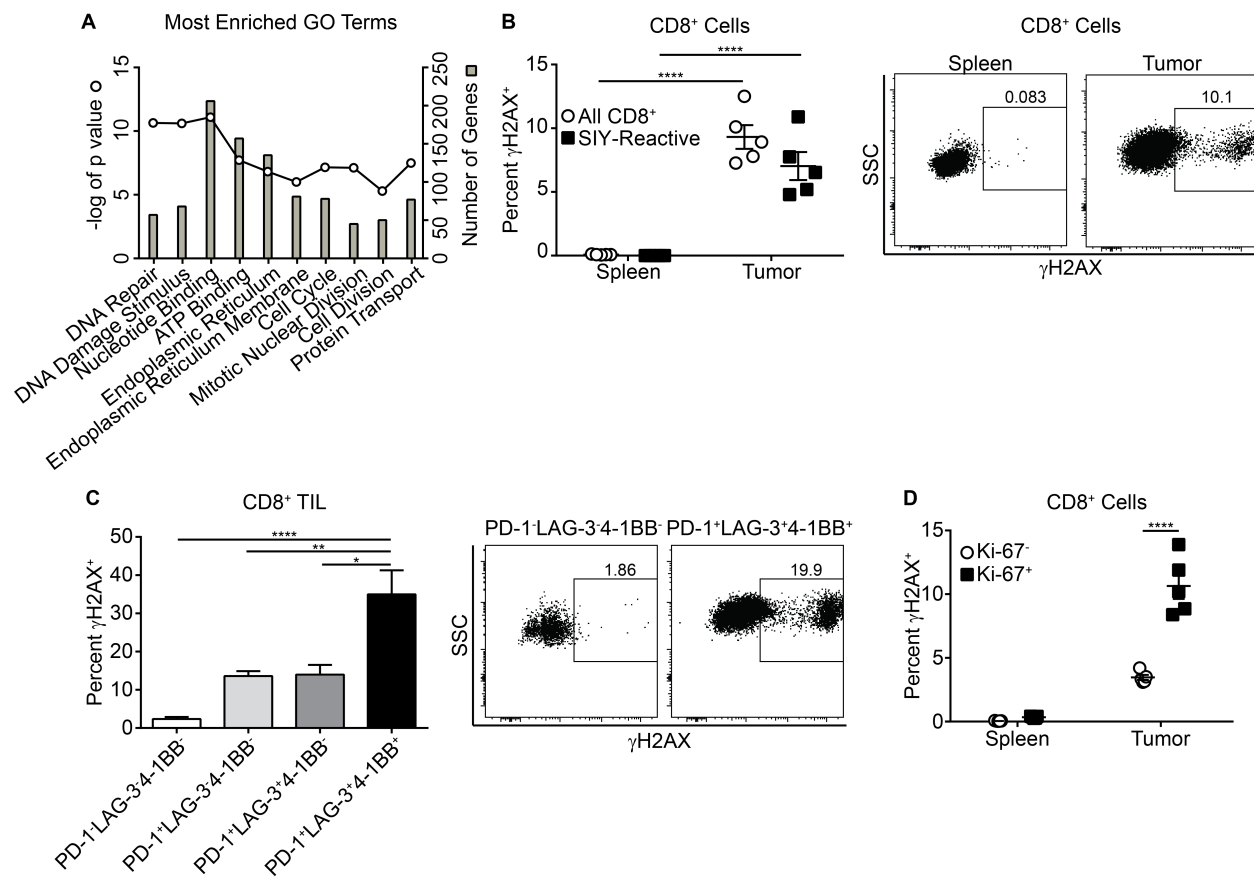 A
Most Enriched GO Terms
-log of p value
15
10
5
0
250
200
150
100
50
0
Number of Genes
DNA Repair
DNA Damage Stimulus
Nucleotide Binding
ATP Binding
Endoplasmic Reticulum
Endoplasmic Reticulum Membrane
Cell Cycle
Mitotic Nuclear Division
Cell Division
Protein Transport
B
CD8⁺ Cells
****
****
All CD8⁺
SIY-Reactive
Percent γH2AX⁺
15
10
5
0
Spleen
Tumor
CD8⁺ Cells
Spleen
Tumor
0.083
10.1
SSC
γH2AX
C
CD8⁺ TIL
****
**
*
Percent γH2AX⁺
50
40
30
20
10
0
PD-1⁻LAG-3⁻4-1BB⁻
PD-1⁺LAG-3⁻4-1BB⁻
PD-1⁺LAG-3⁺4-1BB⁻
PD-1⁺LAG-3⁺4-1BB⁺
PD-1⁻LAG-3⁻4-1BB⁻
PD-1⁺LAG-3⁺4-1BB⁺
1.86
19.9
SSC
γH2AX
D
CD8⁺ Cells
****
Ki-67⁻
Ki-67⁺
Percent γH2AX⁺
15
10
5
0
Spleen
Tumor